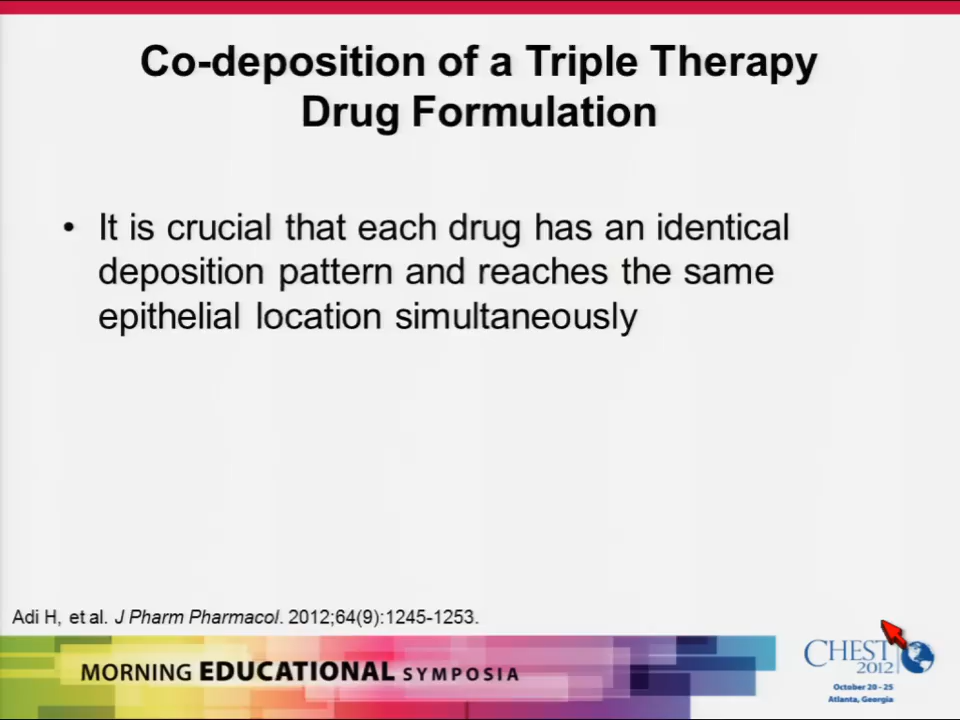 Co-deposition of a Triple Therapy
Drug Formulation
• It is crucial that each drug has an identical
deposition pattern and reaches the same
epithelial location simultaneously
Adi H, et al. J Pharm Pharmacol. 2012;64(9):1245-1253.
MORNING EDUCATIONAL SYMPOSIA
CHEST
2012
October 20 – 25
Atlanta, Georgia